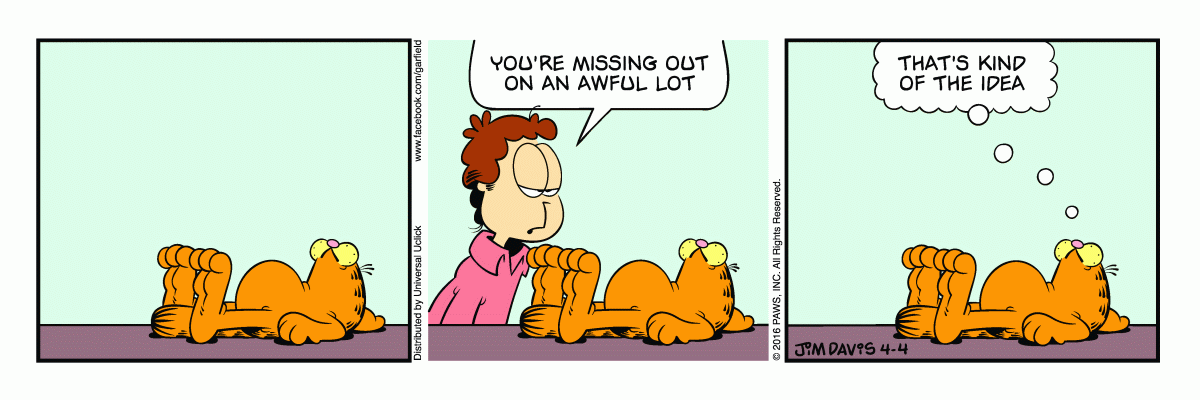 www.facebook.com/garfield
Distributed by Universal Uclick
YOU'RE MISSING OUT
ON AN AWFUL LOT
© 2016 PAWS, INC. All Rights Reserved.
THAT'S KIND
OF THE IDEA
JIM DAVIS 4-4